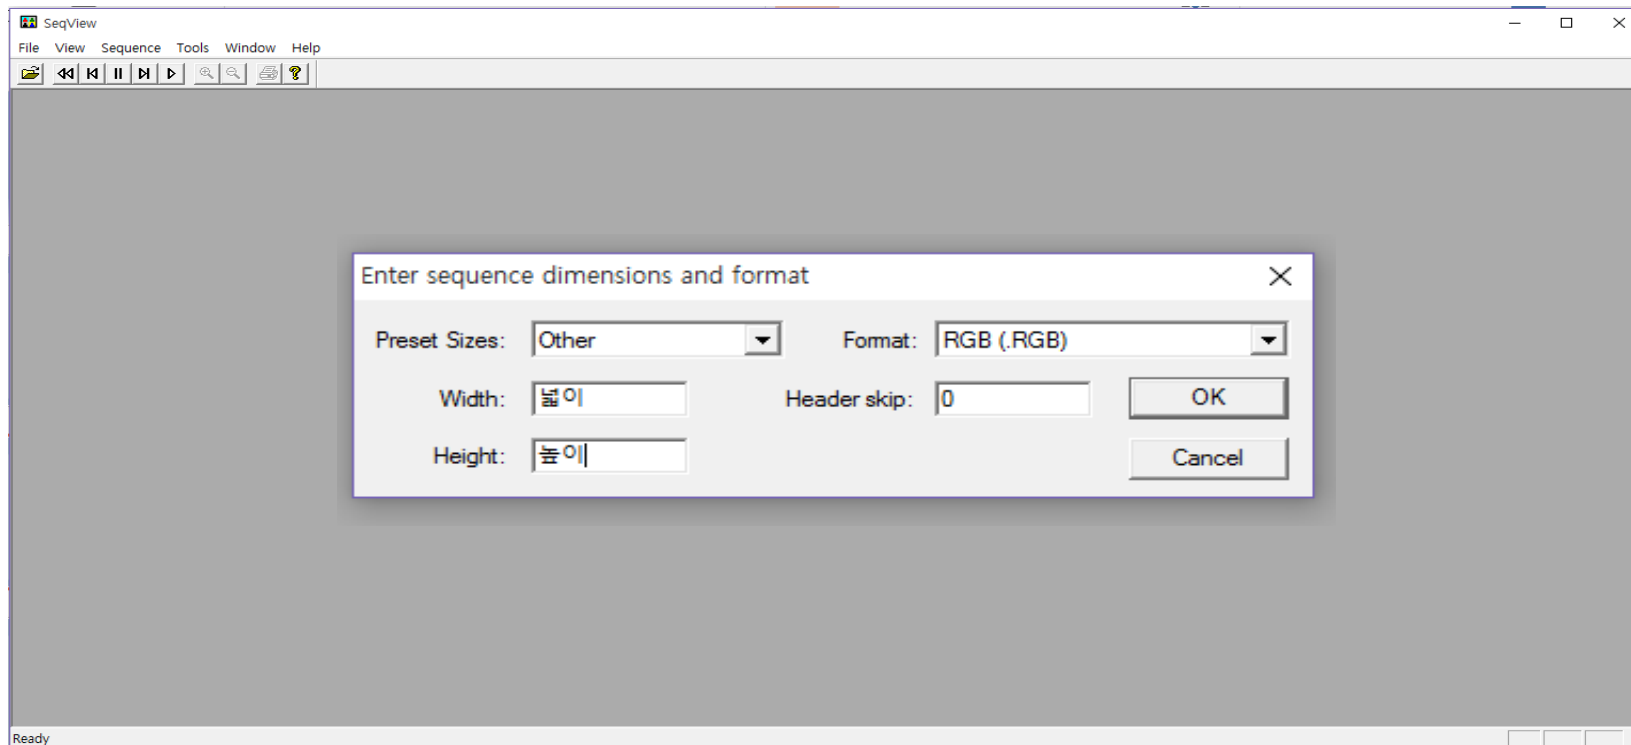 SeqView
File View Sequence Tools Window Help
Enter sequence dimensions and format
Preset Sizes: Other Format: RGB (.RGB)
Width: 넓이 Header skip: 0 OK
Height: 높이 Cancel
Ready